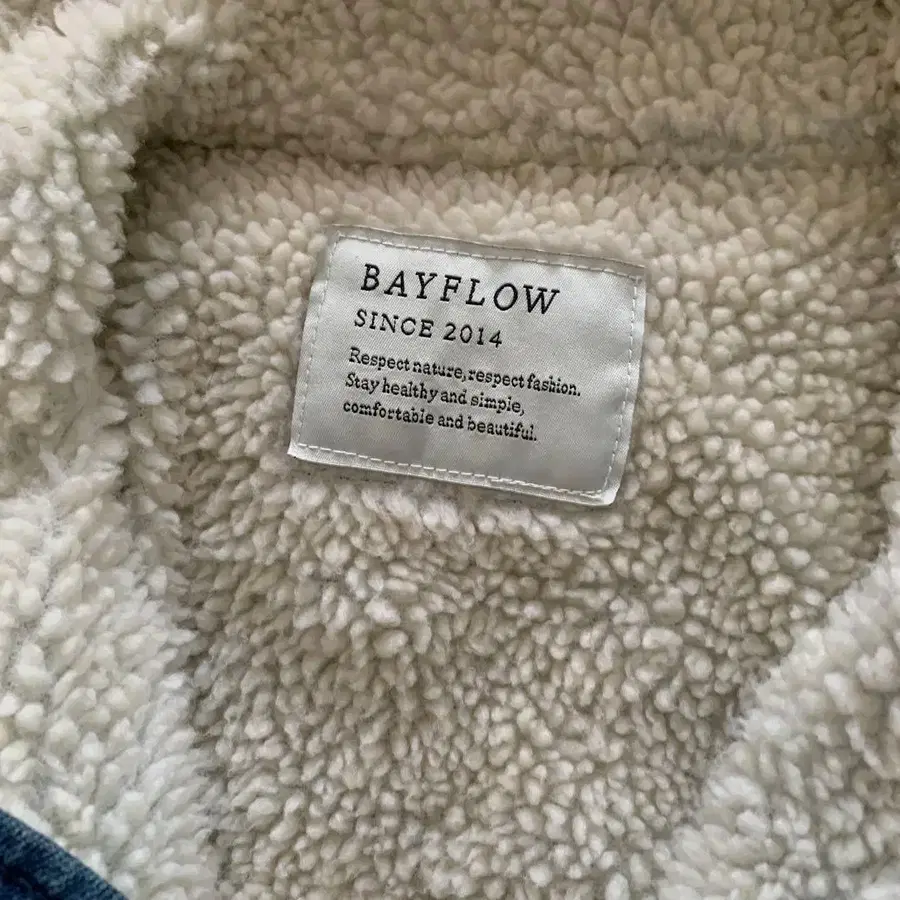 BAYFLOW
SINCE 2014
Respect nature, respect fashion.
Stay healthy and simple,
comfortable and beautiful.